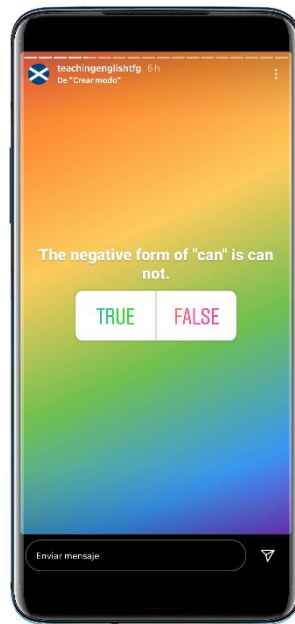 teachingenglishtfg 6 h
De "Crear modo"
The negative form of "can" is can
not.
TRUE FALSE
Enviar mensaje